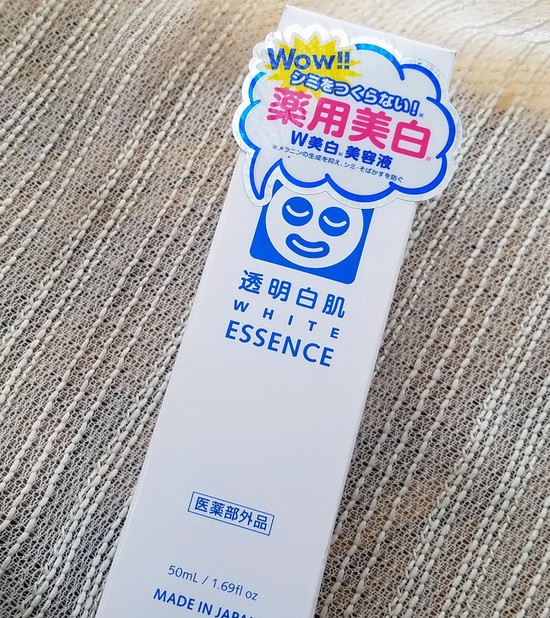 Wow!!
シミをつくらない!※
薬用美白※
W美白※美容液
※メラニンの生成を抑え、シミ・そばかすを防ぐ
透明白肌
WHITE
ESSENCE
医薬部外品
50mL / 1.69fl oz
MADE IN JAPA